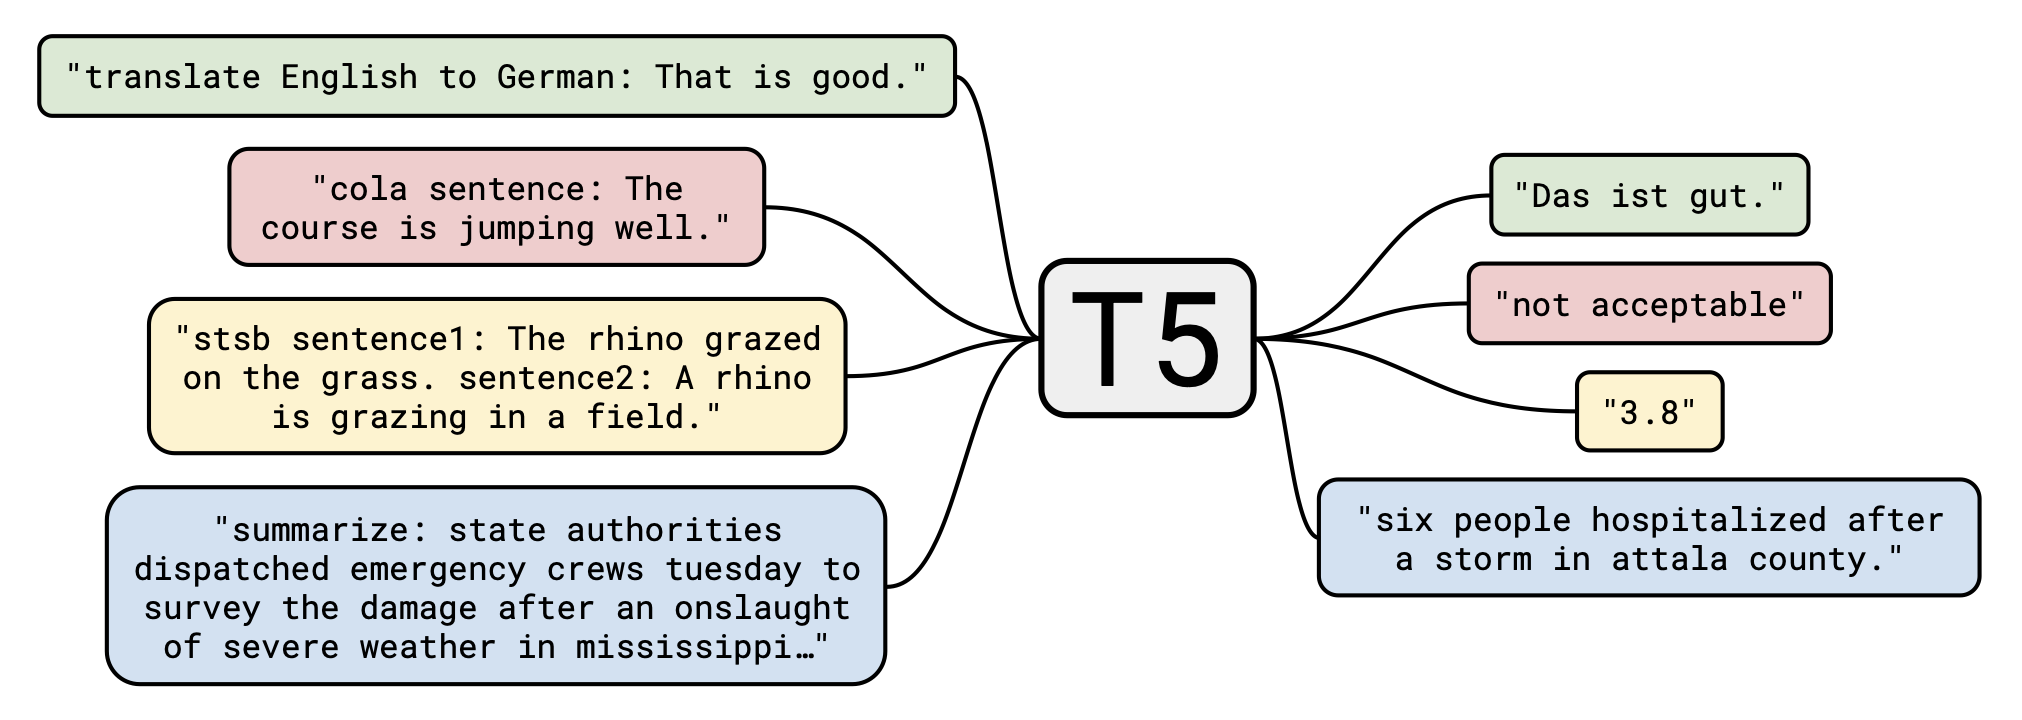 "translate English to German: That is good."
"cola sentence: The
course is jumping well."
"stsb sentence1: The rhino grazed
on the grass. sentence2: A rhino
is grazing in a field."
"summarize: state authorities
dispatched emergency crews tuesday to
survey the damage after an onslaught
of severe weather in mississippi…"
T5
"Das ist gut."
"not acceptable"
"3.8"
"six people hospitalized after
a storm in attala county."